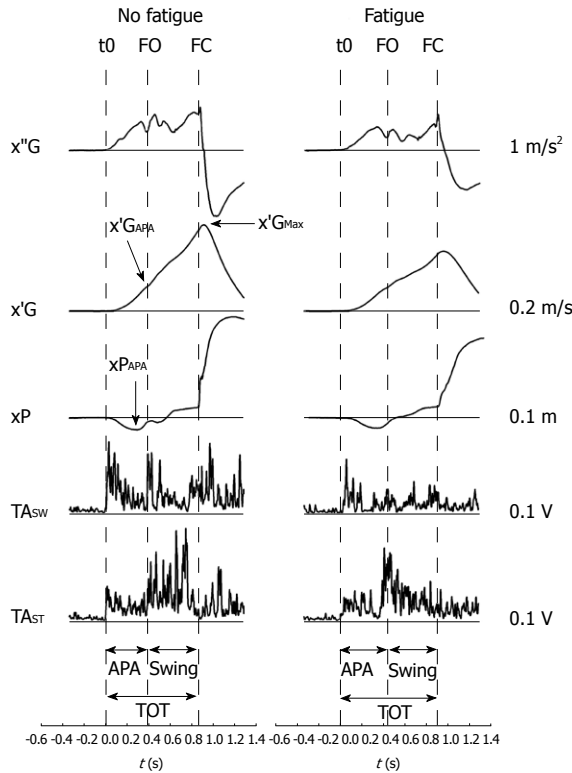 No fatigue Fatigue
t0 FO FC t0 FO FC
x"G 1 m/s²
x'GMax
x'GAPA
x'G 0.2 m/s
xPAPA
xP 0.1 m
TASW 0.1 V
TAST 0.1 V
APA Swing APA Swing
TOT TOT
-0.6 -0.4 -0.2 0.0 0.2 0.4 0.6 0.8 1.0 1.2 1.4 -0.6 -0.4 -0.2 0.0 0.2 0.4 0.6 0.8 1.0 1.2 1.4
t (s) t (s)